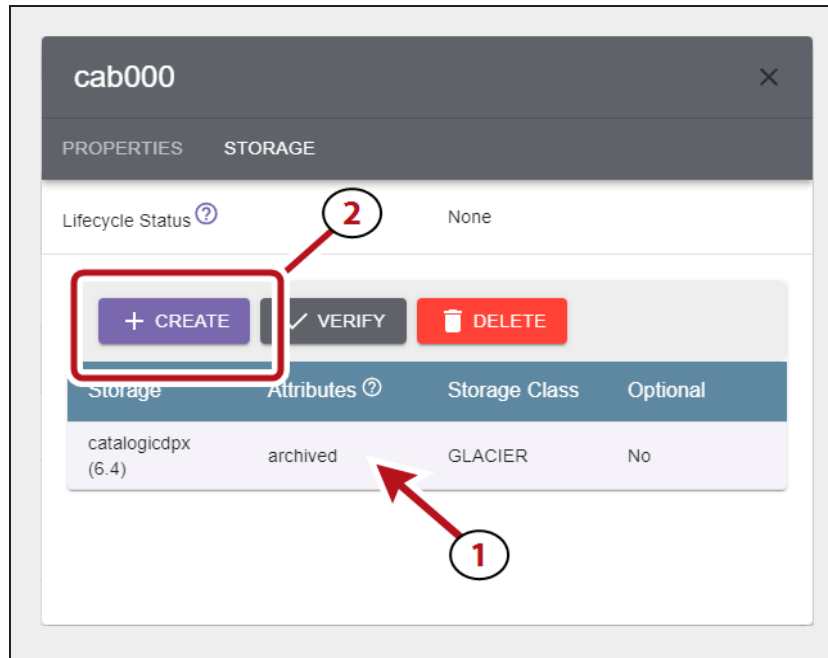 cab000
PROPERTIES STORAGE
Lifecycle Status ? 2 None
+ CREATE VERIFY DELETE
Storage Attributes ? Storage Class Optional
catalogicdpx
(6.4) archived GLACIER No
1